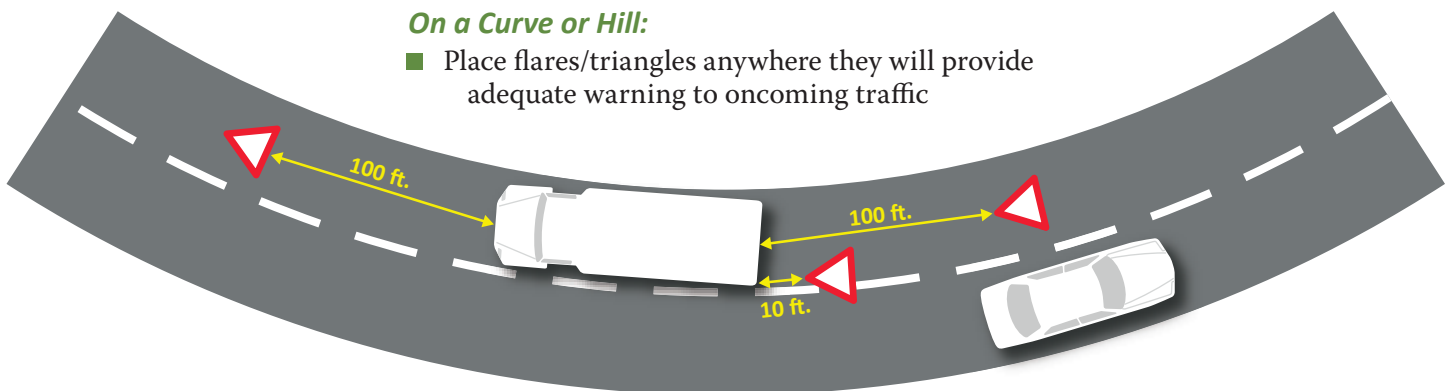 On a Curve or Hill:
■ Place flares/triangles anywhere they will provide
adequate warning to oncoming traffic
100 ft.
100 ft.
10 ft.